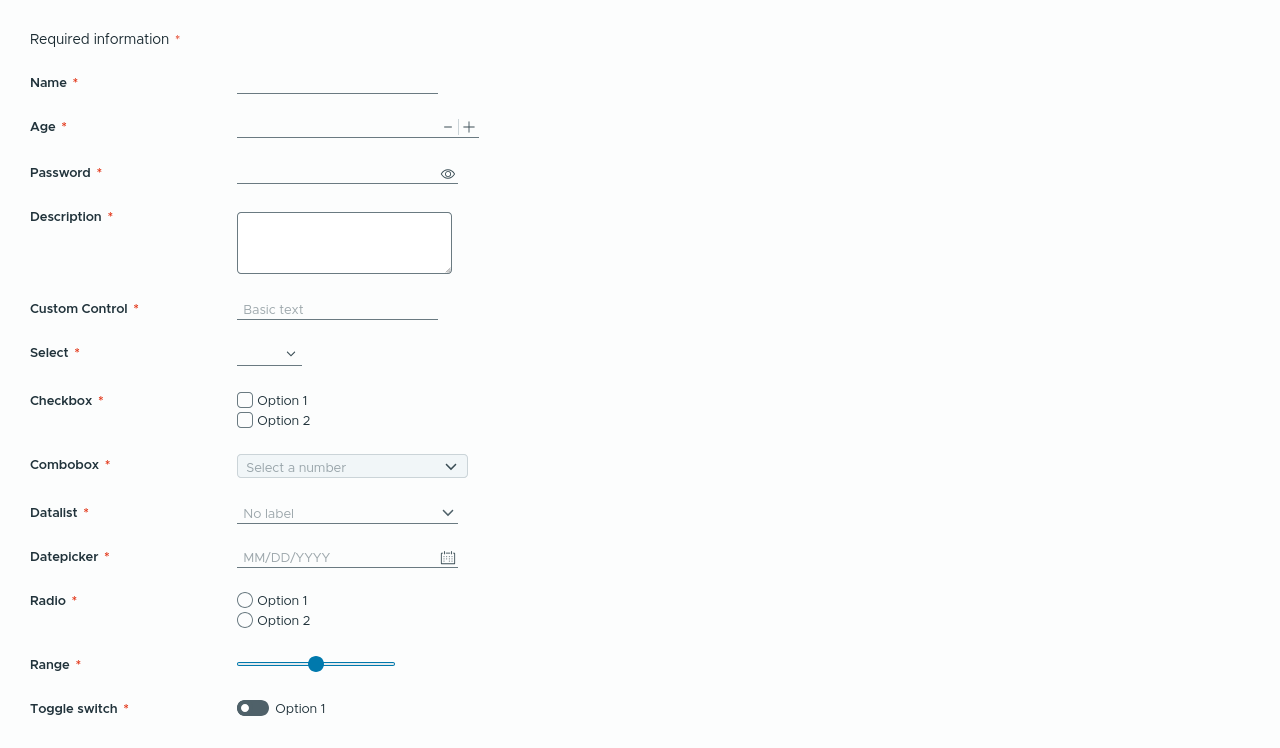 Required information *
Name *
Age *
Password *
Description *
Custom Control * Basic text
Select *
Checkbox * Option 1
Option 2
Combobox * Select a number
Datalist * No label
Datepicker * MM/DD/YYYY
Radio * Option 1
Option 2
Range *
Toggle switch * Option 1